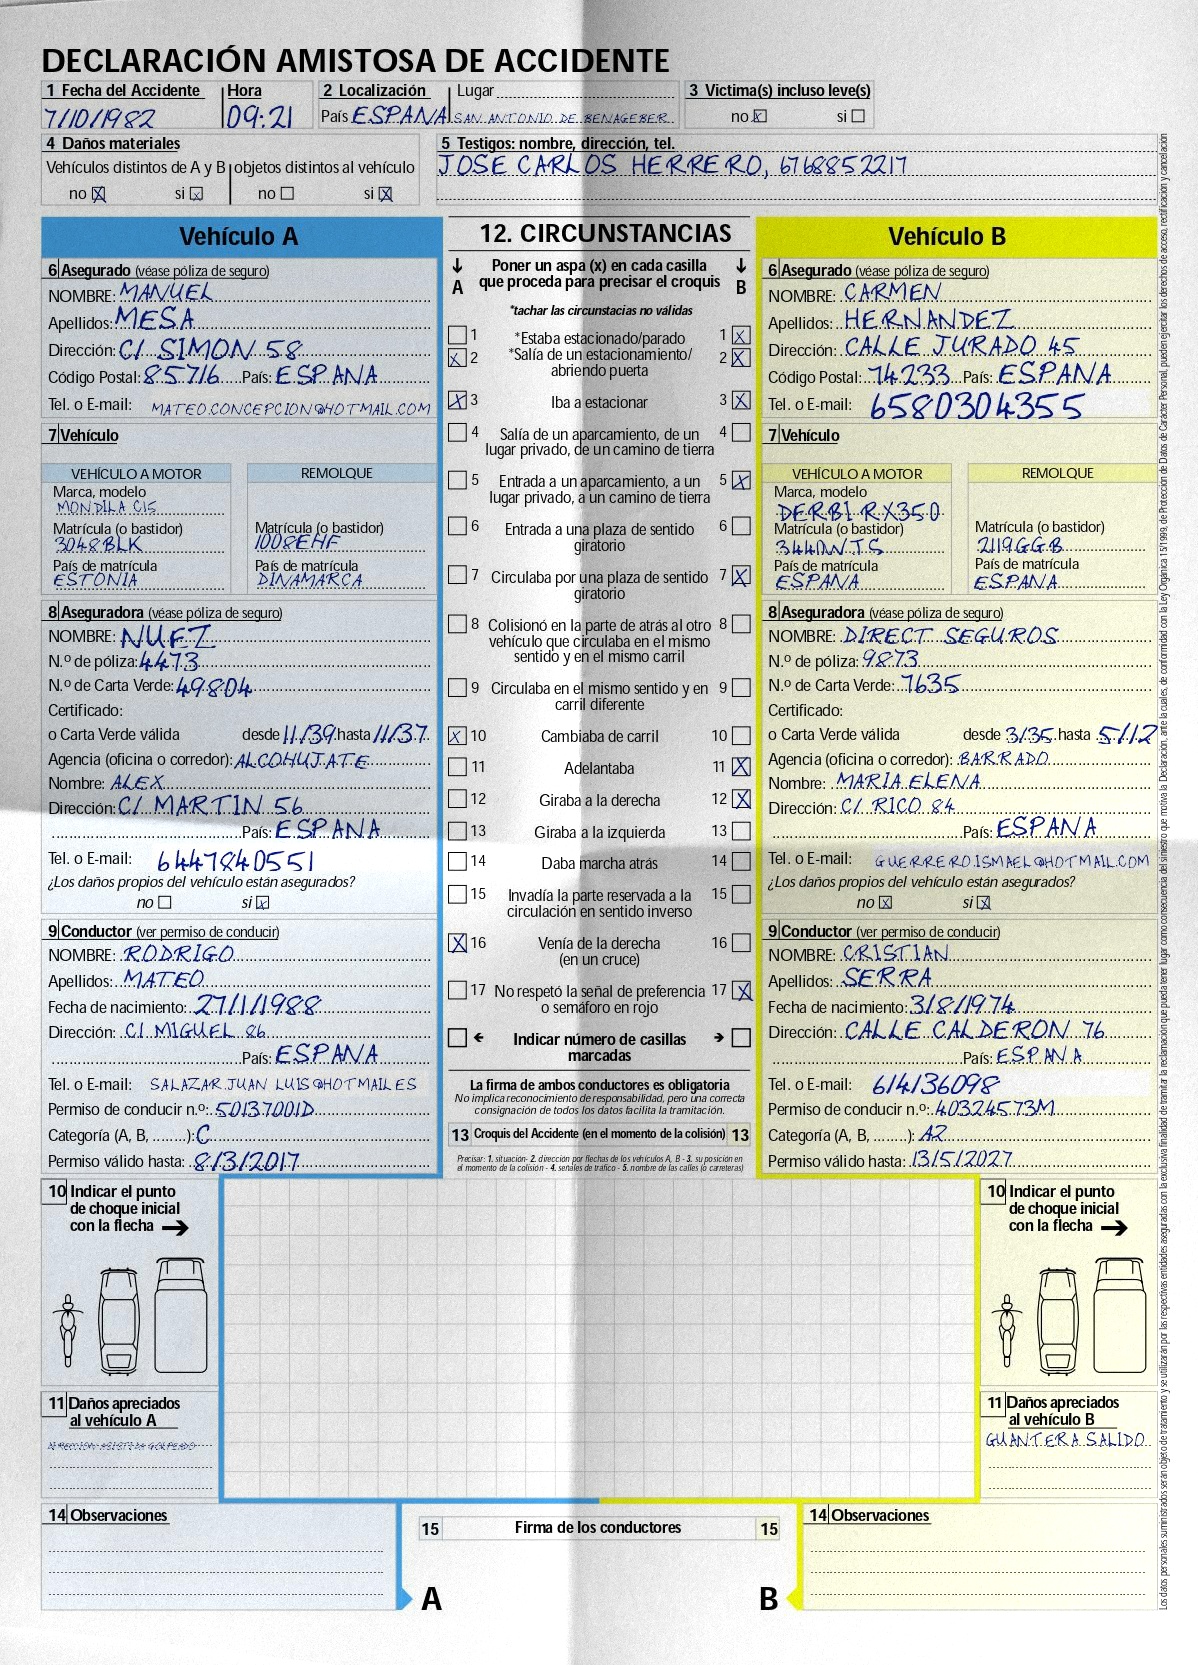 DECLARACIÓN AMISTOSA DE ACCIDENTE
1 Fecha del Accidente Hora
7/10/1982 09:21
2 Localización Lugar
País ESPANA SAN ANTONIO DE BENAGEBER
3 Victima(s) incluso leve(s)
no X si
4 Daños materiales
Vehículos distintos de A y B objetos distintos al vehículo
no X si X no si X
5 Testigos: nombre, dirección, tel.
JOSE CARLOS HERRERO, 6768852217
Vehículo A
6 Asegurado (véase póliza de seguro)
NOMBRE: MANUEL
Apellidos: MESA
Dirección: C/ SIMON 58
Código Postal: 85716 País: ESPANA
Tel. o E-mail: MATEO.CONCEPCION@HOTMAIL.COM
7 Vehículo
VEHÍCULO A MOTOR REMOLQUE
Marca, modelo
MONDILA C15
Matrícula (o bastidor) Matrícula (o bastidor)
3048BLK 1008EHF
País de matrícula País de matrícula
ESTONIA DINAMARCA
8 Aseguradora (véase póliza de seguro)
NOMBRE: NUEZ
N.º de póliza: 4473
N.º de Carta Verde: 49804
Certificado:
o Carta Verde válida desde 11/39 hasta 11/37
Agencia (oficina o corredor): ALCOHUJATE
Nombre: ALEX
Dirección: C/ MARTIN 56
País: ESPANA
Tel. o E-mail: 6447840551
¿Los daños propios del vehículo están asegurados?
no si X
9 Conductor (ver permiso de conducir)
NOMBRE: RODRIGO
Apellidos: MATEO
Fecha de nacimiento: 27/1/1988
Dirección: C/ MIGUEL 86
País: ESPANA
Tel. o E-mail: SALAZAR.JUAN LUIS@HOTMAIL.ES
Permiso de conducir n.º: 50137001D
Categoría (A, B, ........): C
Permiso válido hasta: 8/3/2017
10 Indicar el punto
de choque inicial
con la flecha →
11 Daños apreciados
al vehículo A
DIRECCION ASISTIDA GOLPEADO
14 Observaciones
12. CIRCUNSTANCIAS
↓ Poner un aspa (x) en cada casilla ↓
A que proceda para precisar el croquis B
*tachar las circunstacias no válidas
1 *Estaba estacionado/parado 1 X
X 2 *Salía de un estacionamiento/ 2 X
abriendo puerta
X 3 Iba a estacionar 3 X
4 Salía de un aparcamiento, de un 4
lugar privado, de un camino de tierra
5 Entrada a un aparcamiento, a un 5 X
lugar privado, a un camino de tierra
6 Entrada a una plaza de sentido 6
giratorio
7 Circulaba por una plaza de sentido 7 X
giratorio
8 Colisionó en la parte de atrás al otro 8
vehículo que circulaba en el mismo
sentido y en el mismo carril
9 Circulaba en el mismo sentido y en 9
carril diferente
X 10 Cambiaba de carril 10
11 Adelantaba 11 X
12 Giraba a la derecha 12 X
13 Giraba a la izquierda 13
14 Daba marcha atrás 14
15 Invadía la parte reservada a la 15
circulación en sentido inverso
X 16 Venía de la derecha 16
(en un cruce)
17 No respetó la señal de preferencia 17 X
o semáforo en rojo
← Indicar número de casillas →
marcadas
La firma de ambos conductores es obligatoria
No implica reconocimiento de responsabilidad, pero una correcta
consignación de todos los datos facilita la tramitación.
13 Croquis del Accidente (en el momento de la colisión) 13
Precisar: 1. situación- 2. dirección por flechas de los vehículos A, B - 3. su posición en
el momento de la colisión - 4. señales de tráfico - 5. nombre de las calles (o carreteras)
15 Firma de los conductores 15
A B
Vehículo B
6 Asegurado (véase póliza de seguro)
NOMBRE: CARMEN
Apellidos: HERNANDEZ
Dirección: CALLE JURADO 45
Código Postal: 74233 País: ESPANA
Tel. o E-mail: 6580304355
7 Vehículo
VEHÍCULO A MOTOR REMOLQUE
Marca, modelo
DERBI RX350
Matrícula (o bastidor) Matrícula (o bastidor)
3440WTS 2119GGB
País de matrícula País de matrícula
ESPANA ESPANA
8 Aseguradora (véase póliza de seguro)
NOMBRE: DIRECT SEGUROS
N.º de póliza: 9873
N.º de Carta Verde: 7635
Certificado:
o Carta Verde válida desde 3/35 hasta 5/12
Agencia (oficina o corredor): BARRADO
Nombre: MARIA ELENA
Dirección: C/ RICO 84
País: ESPANA
Tel. o E-mail: GUERRERO.ISMAEL@HOTMAIL.COM
¿Los daños propios del vehículo están asegurados?
no X si X
9 Conductor (ver permiso de conducir)
NOMBRE: CRISTIAN
Apellidos: SERRA
Fecha de nacimiento: 3/8/1974
Dirección: CALLE CALDERON 76
País: ESPANA
Tel. o E-mail: 614136098
Permiso de conducir n.º: 40324573M
Categoría (A, B, ........): A2
Permiso válido hasta: 13/5/2027
10 Indicar el punto
de choque inicial
con la flecha →
11 Daños apreciados
al vehículo B
GUANTERA SALIDO
14 Observaciones
Los datos personales suministrados seran objeto de tratamiento y se utilizaran por las respectivas entidades aseguradas con la exclusiva finalidad de tramitar la reclamación que pueda tener lugar como consecuencia del siniestro que motiva la Declaración, ante la cuales, de conformidad con la Ley Organica 15/1999, de Protección de Datos de Carácter Personal, pueden ejercitar los derechos de acceso, rectificación y cancelación